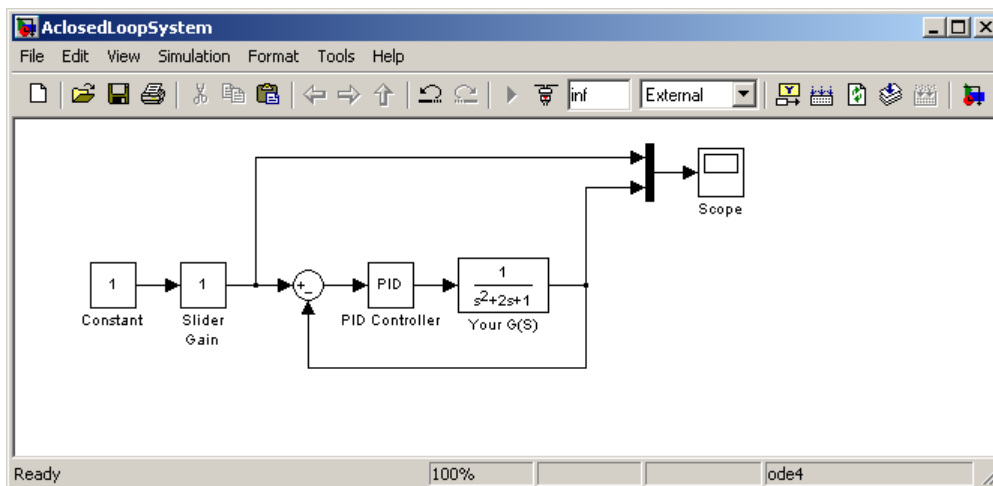 AclosedLoopSystem
File Edit View Simulation Format Tools Help
inf External
Scope
1
Constant
1
Slider
Gain
+
-
PID
PID Controller
1
s²+2s+1
Your G(S)
Ready 100% ode4